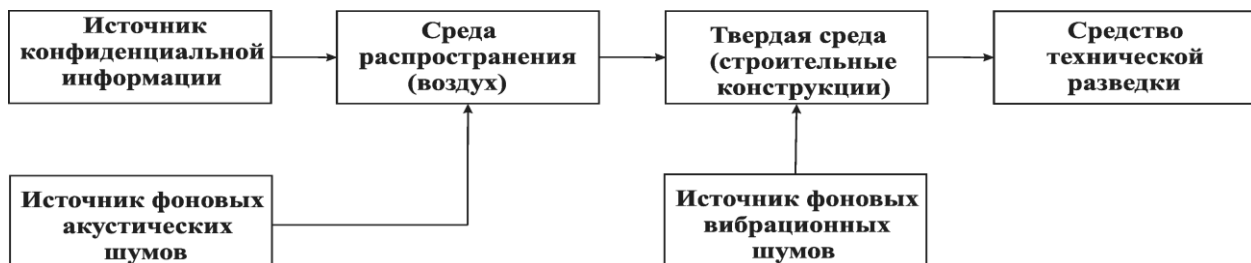 Источник
конфиденциальной
информации
Среда
распространения
(воздух)
Твердая среда
(строительные
конструкции)
Средство
технической
разведки
Источник фоновых
акустических
шумов
Источник фоновых
вибрационных
шумов